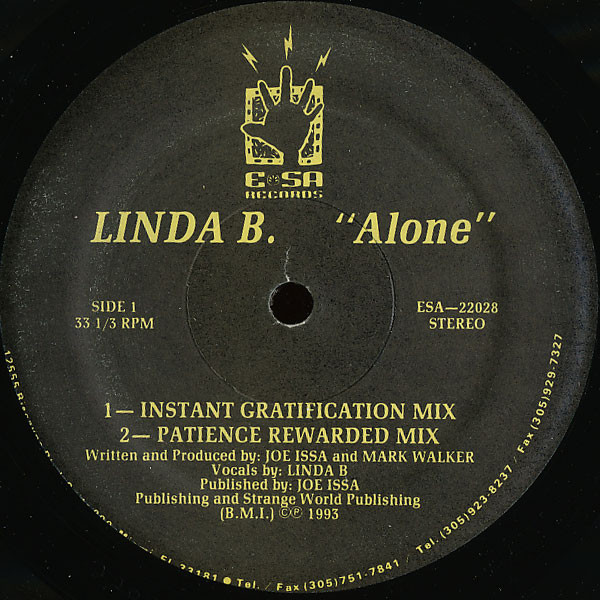 E SA
RECORDS
LINDA B. "Alone"
SIDE 1
33 1/3 RPM
ESA—22028
STEREO
1— INSTANT GRATIFICATION MIX
2— PATIENCE REWARDED MIX
Written and Produced by: JOE ISSA and MARK WALKER
Vocals by: LINDA B
Published by: JOE ISSA
Publishing and Strange World Publishing
(B.M.I.) ©℗ 1993
12555 FL 33181 ● Tel. / Fax (305)751-7841 / Tel. (305)923-8237 / Fax (305)929-7327